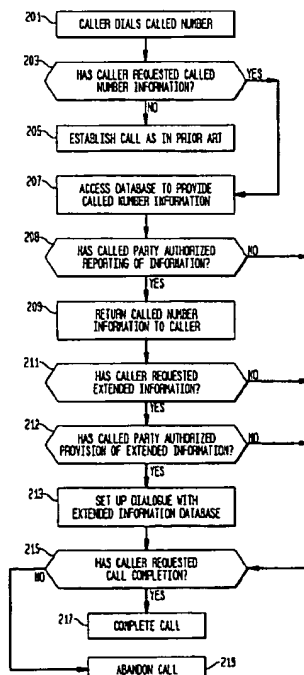 201
CALLER DIALS CALLED NUMBER
203
HAS CALLER REQUESTED CALLED
NUMBER INFORMATION?
YES
NO
205
ESTABLISH CALL AS IN PRIOR ART
207
ACCESS DATABASE TO PROVIDE
CALLED NUMBER INFORMATION
208
HAS CALLED PARTY AUTHORIZED
REPORTING OF INFORMATION?
NO
YES
209
RETURN CALLED NUMBER
INFORMATION TO CALLER
211
HAS CALLER REQUESTED
EXTENDED INFORMATION?
NO
YES
212
HAS CALLED PARTY AUTHORIZED
PROVISION OF EXTENDED INFORMATION?
NO
YES
213
SET UP DIALOGUE WITH
EXTENDED INFORMATION DATABASE
215
HAS CALLER REQUESTED
CALL COMPLETION?
NO
YES
217
COMPLETE CALL
ABANDON CALL
219